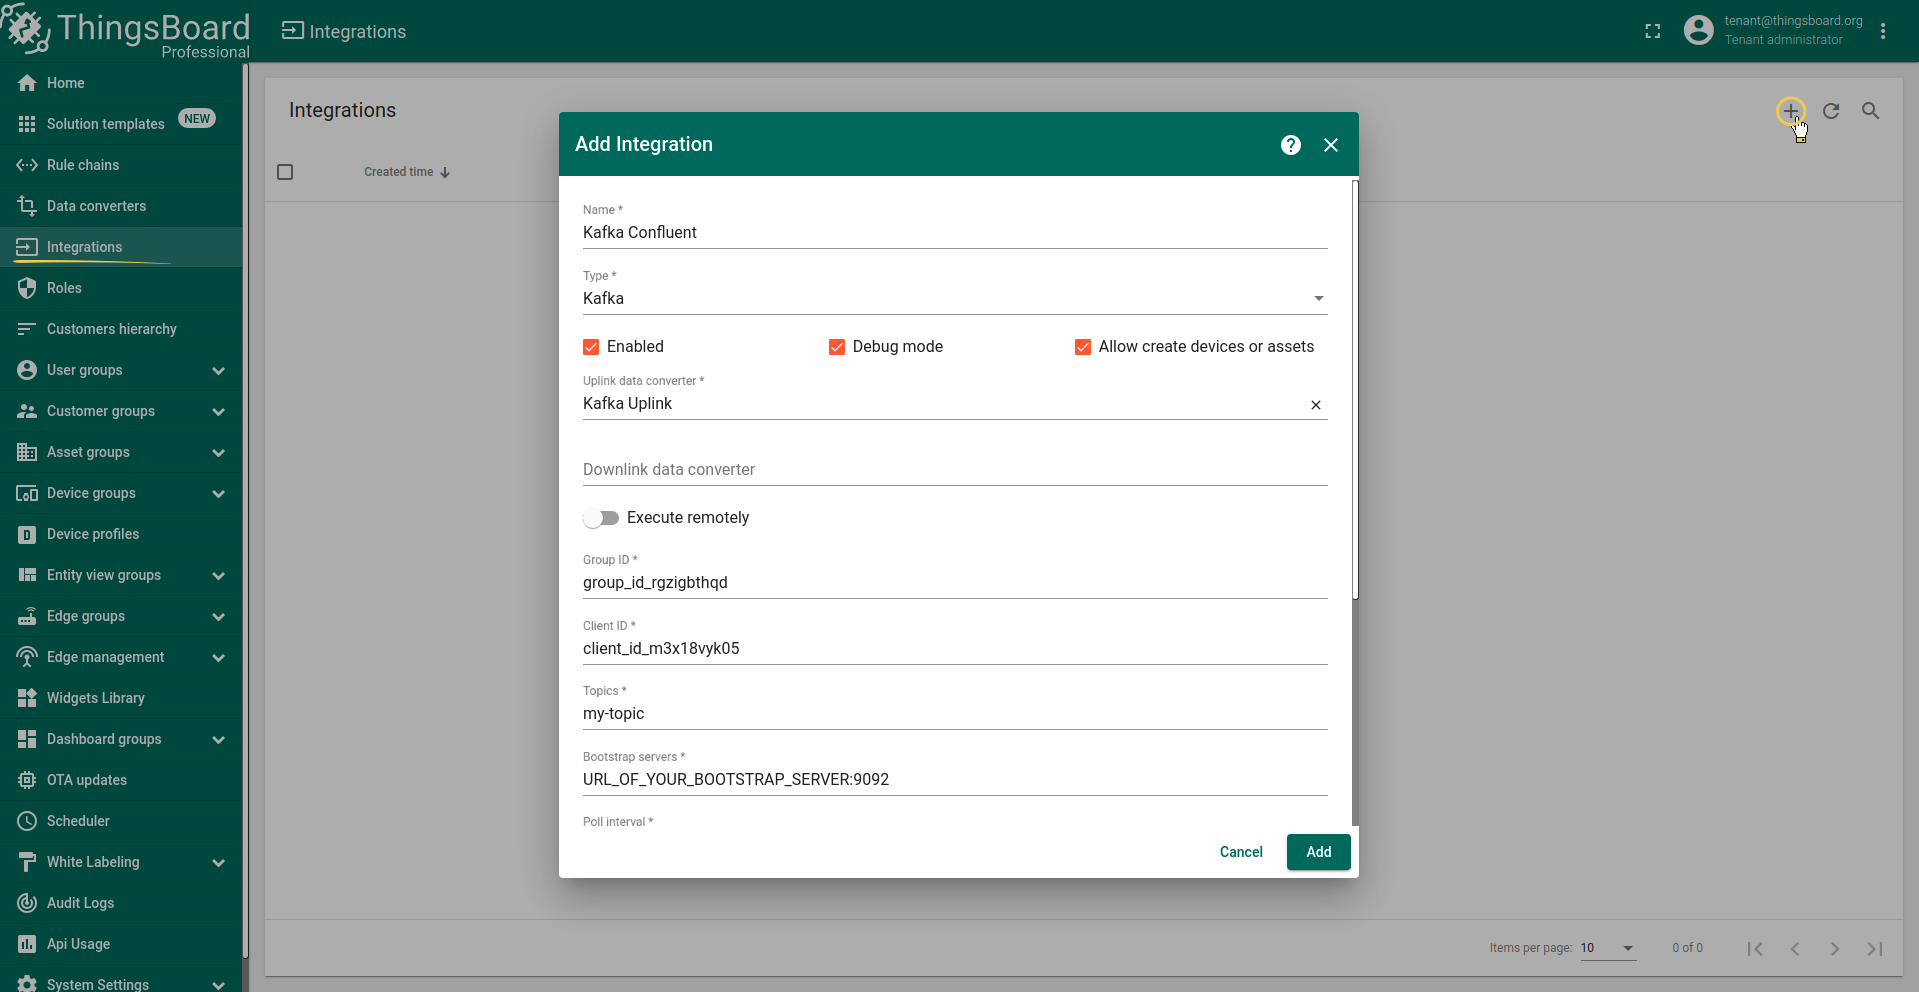 ThingsBoard
Professional
Integrations
tenant@thingsboard.org
Tenant administrator
Home
Solution templates NEW
Rule chains
Data converters
Integrations
Roles
Customers hierarchy
User groups
Customer groups
Asset groups
Device groups
Device profiles
Entity view groups
Edge groups
Edge management
Widgets Library
Dashboard groups
OTA updates
Scheduler
White Labeling
Audit Logs
Api Usage
System Settings
Integrations
Created time
Add Integration
Name *
Kafka Confluent
Type *
Kafka
Enabled Debug mode Allow create devices or assets
Uplink data converter *
Kafka Uplink
Downlink data converter
Execute remotely
Group ID *
group_id_rgzigbthqd
Client ID *
client_id_m3x18vyk05
Topics *
my-topic
Bootstrap servers *
URL_OF_YOUR_BOOTSTRAP_SERVER:9092
Poll interval *
Cancel Add
Items per page: 10 0 of 0